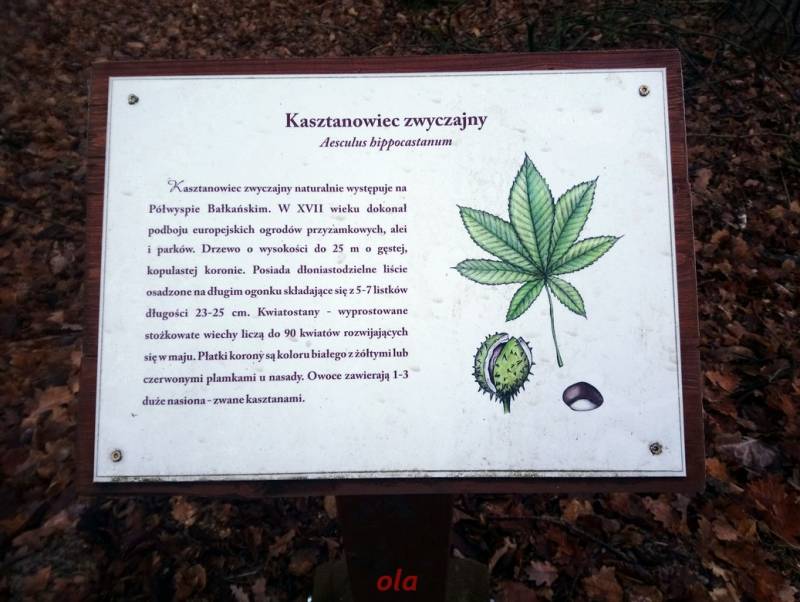 Kasztanowiec zwyczajny
Aesculus hippocastanum
Kasztanowiec zwyczajny naturalnie występuje na
Półwyspie Bałkańskim. W XVII wieku dokonał
podboju europejskich ogrodów przyzamkowych, alei
i parków. Drzewo o wysokości do 25 m o gęstej,
kopulastej koronie. Posiada dłoniastodzielne liście
osadzone na długim ogonku składające się z 5-7 listków
długości 23-25 cm. Kwiatostany - wyprostowane
stożkowate wiechy liczą do 90 kwiatów rozwijających
się w maju. Płatki korony są koloru białego z żółtymi lub
czerwonymi plamkami u nasady. Owoce zawierają 1-3
duże nasiona - zwane kasztanami.
ola